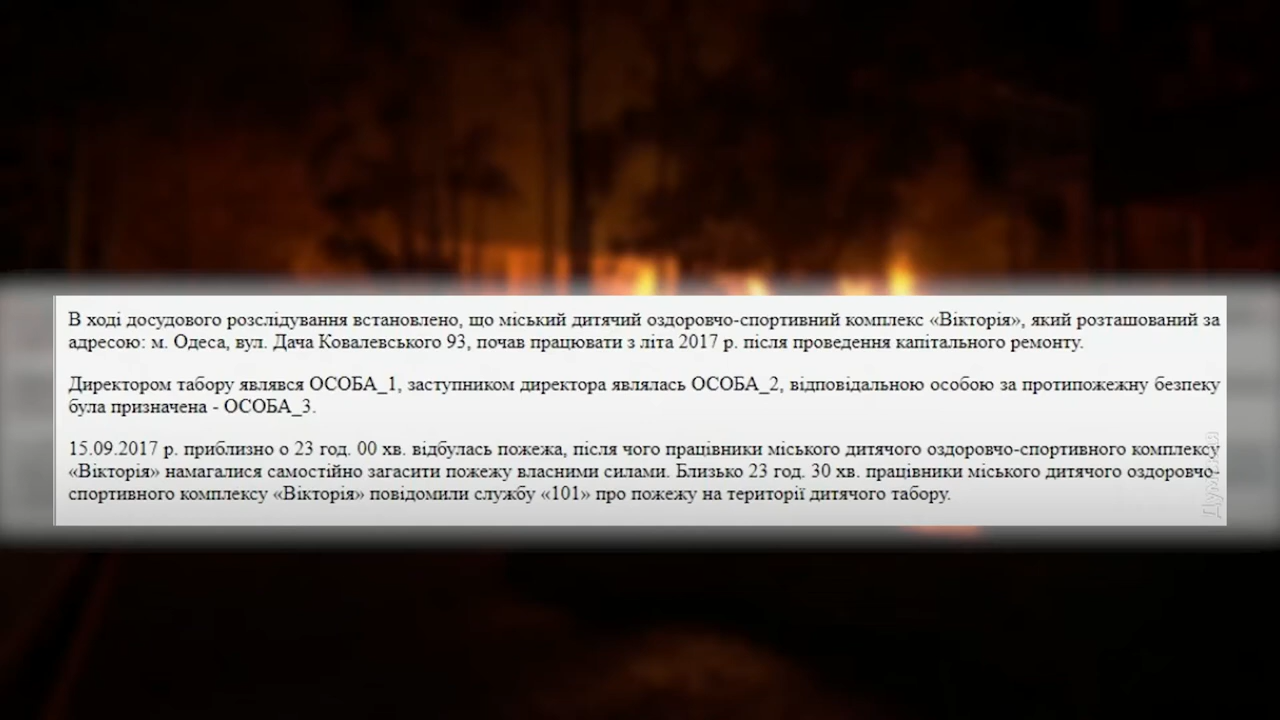 В ході досудового розслідування встановлено, що міський дитячий оздоровчо-спортивний комплекс «Вікторія», який розташований за
адресою: м. Одеса, вул. Дача Ковалевського 93, почав працювати з літа 2017 р. після проведення капітального ремонту.
Директором табору являвся ОСОБА_1, заступником директора являлась ОСОБА_2, відповідальною особою за протипожежну безпеку
була призначена - ОСОБА_3.
15.09.2017 р. приблизно о 23 год. 00 хв. відбулась пожежа, після чого працівники міського дитячого оздоровчо-спортивного комплексу
«Вікторія» намагалися самостійно загасити пожежу власними силами. Близько 23 год. 30 хв. працівники міського дитячого оздоровчо-
спортивного комплексу «Вікторія» повідомили службу «101» про пожежу на території дитячого табору.